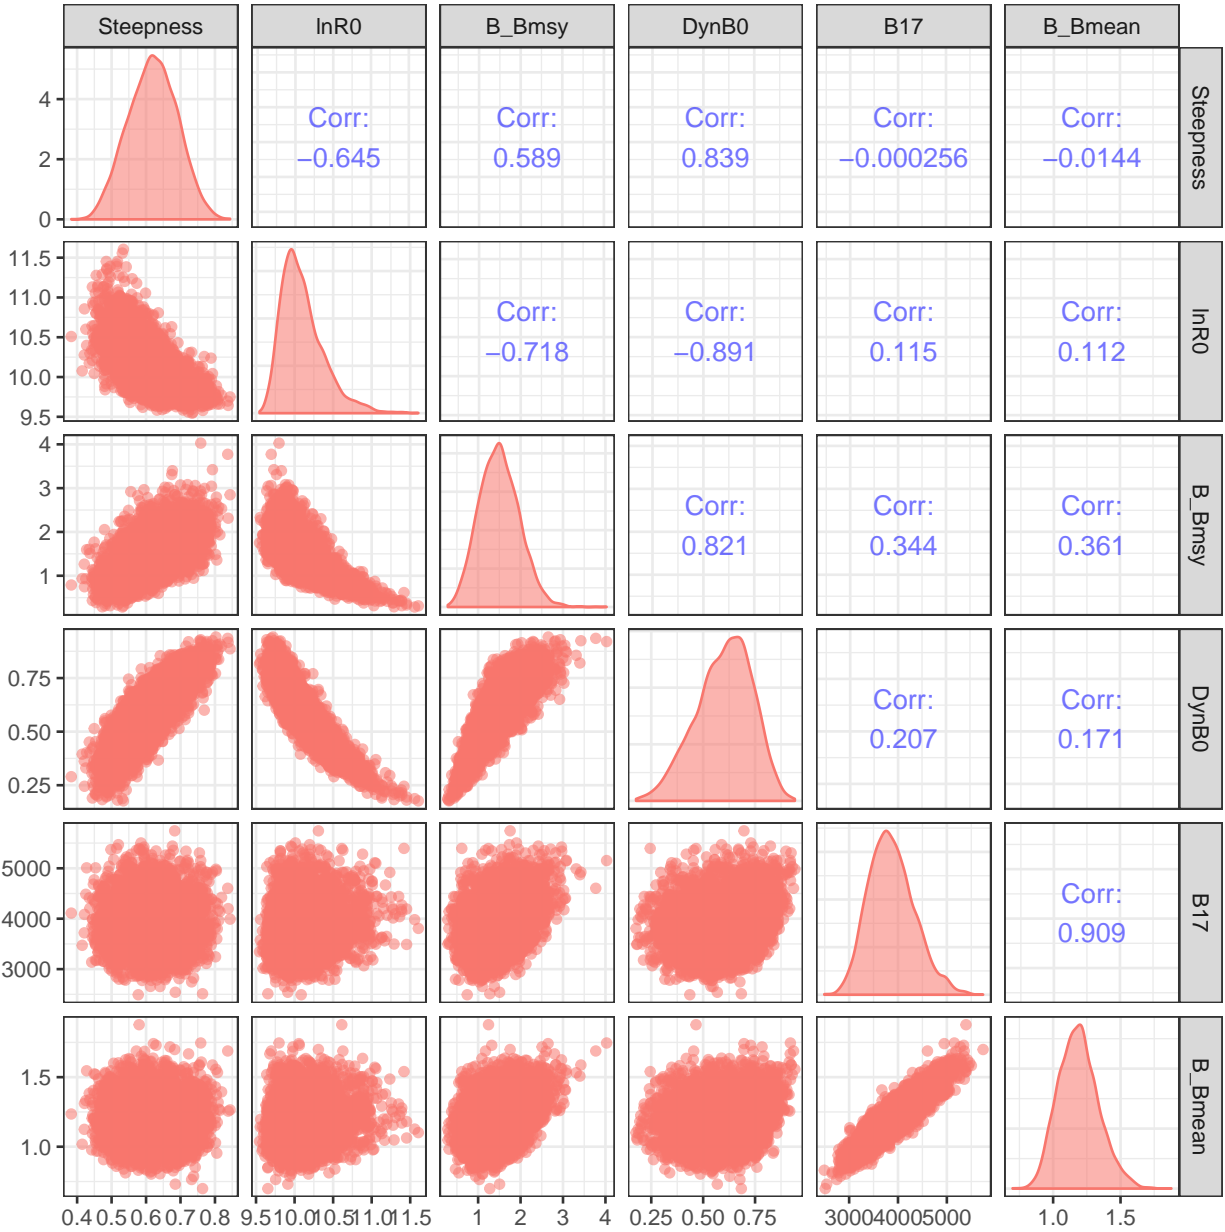 Steepness lnR0 B_Bmsy DynB0 B17 B_Bmean
4
2
0
Corr: Corr: Corr: Corr: Corr:
−0.645 0.589 0.839 −0.000256 −0.0144
Steepness
11.5
11.0
10.5
10.0
9.5
Corr: Corr: Corr: Corr:
−0.718 −0.891 0.115 0.112
lnR0
4
3
2
1
Corr: Corr: Corr:
0.821 0.344 0.361
B_Bmsy
0.75
0.50
0.25
Corr: Corr:
0.207 0.171
DynB0
5000
4000
3000
Corr:
0.909
B17
1.5
1.0
B_Bmean
0.4 0.5 0.6 0.7 0.8 9.5 10.0 10.5 11.0 11.5 1 2 3 4 0.25 0.50 0.75 3000 4000 5000 1.0 1.5